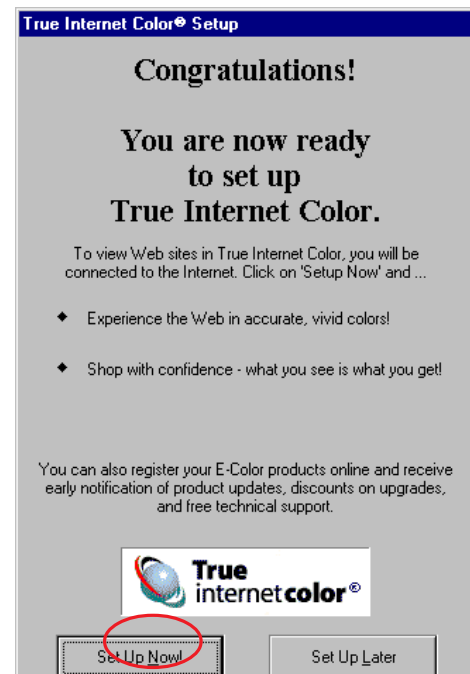 True Internet Color® Setup
Congratulations!
You are now ready
to set up
True Internet Color.
To view Web sites in True Internet Color, you will be
connected to the Internet. Click on 'Setup Now' and ...
Experience the Web in accurate, vivid colors!
Shop with confidence - what you see is what you get!
You can also register your E-Color products online and receive
early notification of product updates, discounts on upgrades,
and free technical support.
True
internetcolor®
Set Up Now! Set Up Later